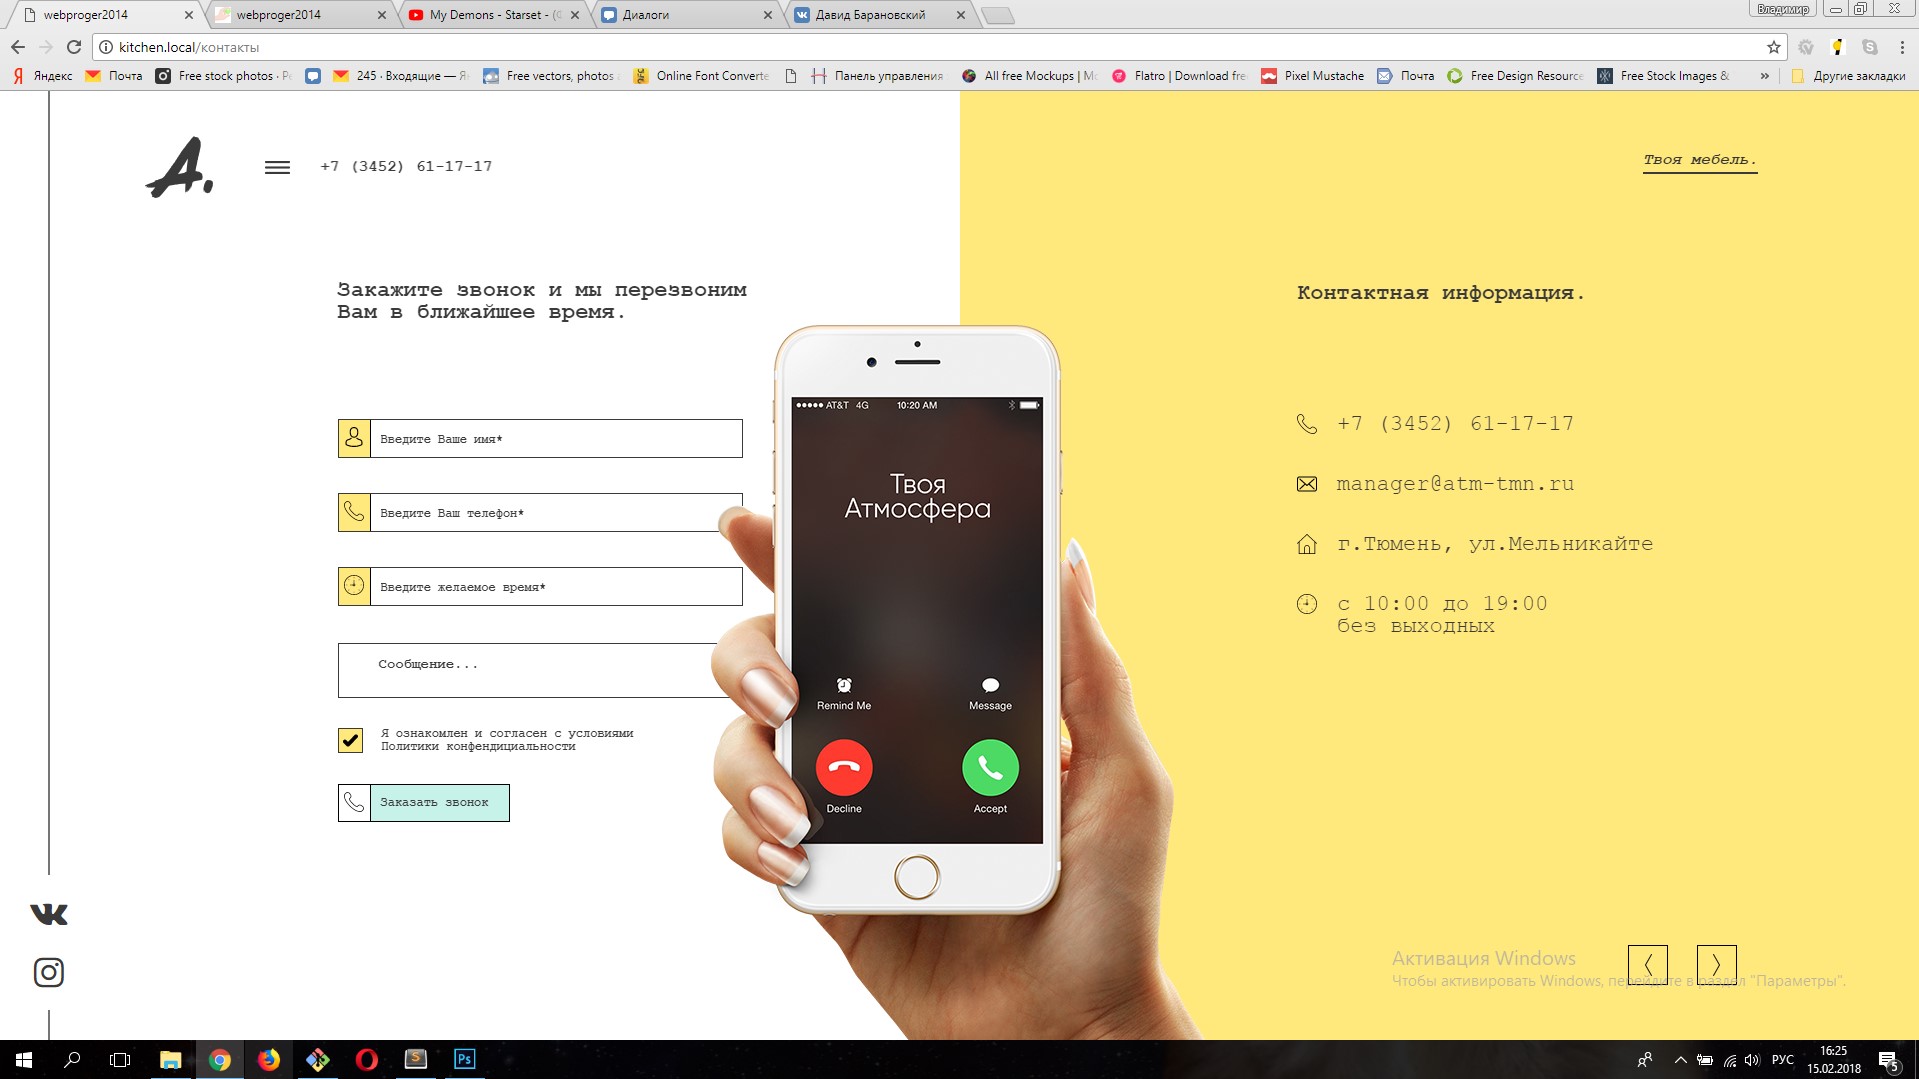 webproger2014
webproger2014
My Demons - Starset - (
Диалоги
Давид Барановский
Владимир
kitchen.local/контакты
Яндекс
Почта
Free stock photos · P
245 · Входящие — Я
Free vectors, photos
Online Font Converte
Панель управления
All free Mockups | Mo
Flatro | Download fre
Pixel Mustache
Почта
Free Design Resource
Free Stock Images &
»
Другие закладки
А.
+7 (3452) 61-17-17
Твоя мебель.
Закажите звонок и мы перезвоним
Вам в ближайшее время.
Контактная информация.
Введите Ваше имя*
Введите Ваш телефон*
Введите желаемое время*
Сообщение...
Я ознакомлен и согласен с условиями
Политики конфендициальности
Заказать звонок
AT&T 4G 10:20 AM
Твоя
Атмосфера
Remind Me
Message
Decline
Accept
+7 (3452) 61-17-17
manager@atm-tmn.ru
г.Тюмень, ул.Мельникайте
с 10:00 до 19:00
без выходных
Активация Windows
Чтобы активировать Windows, перейдите в раздел "Параметры".
Ps
РУС
16:25
15.02.2018
5